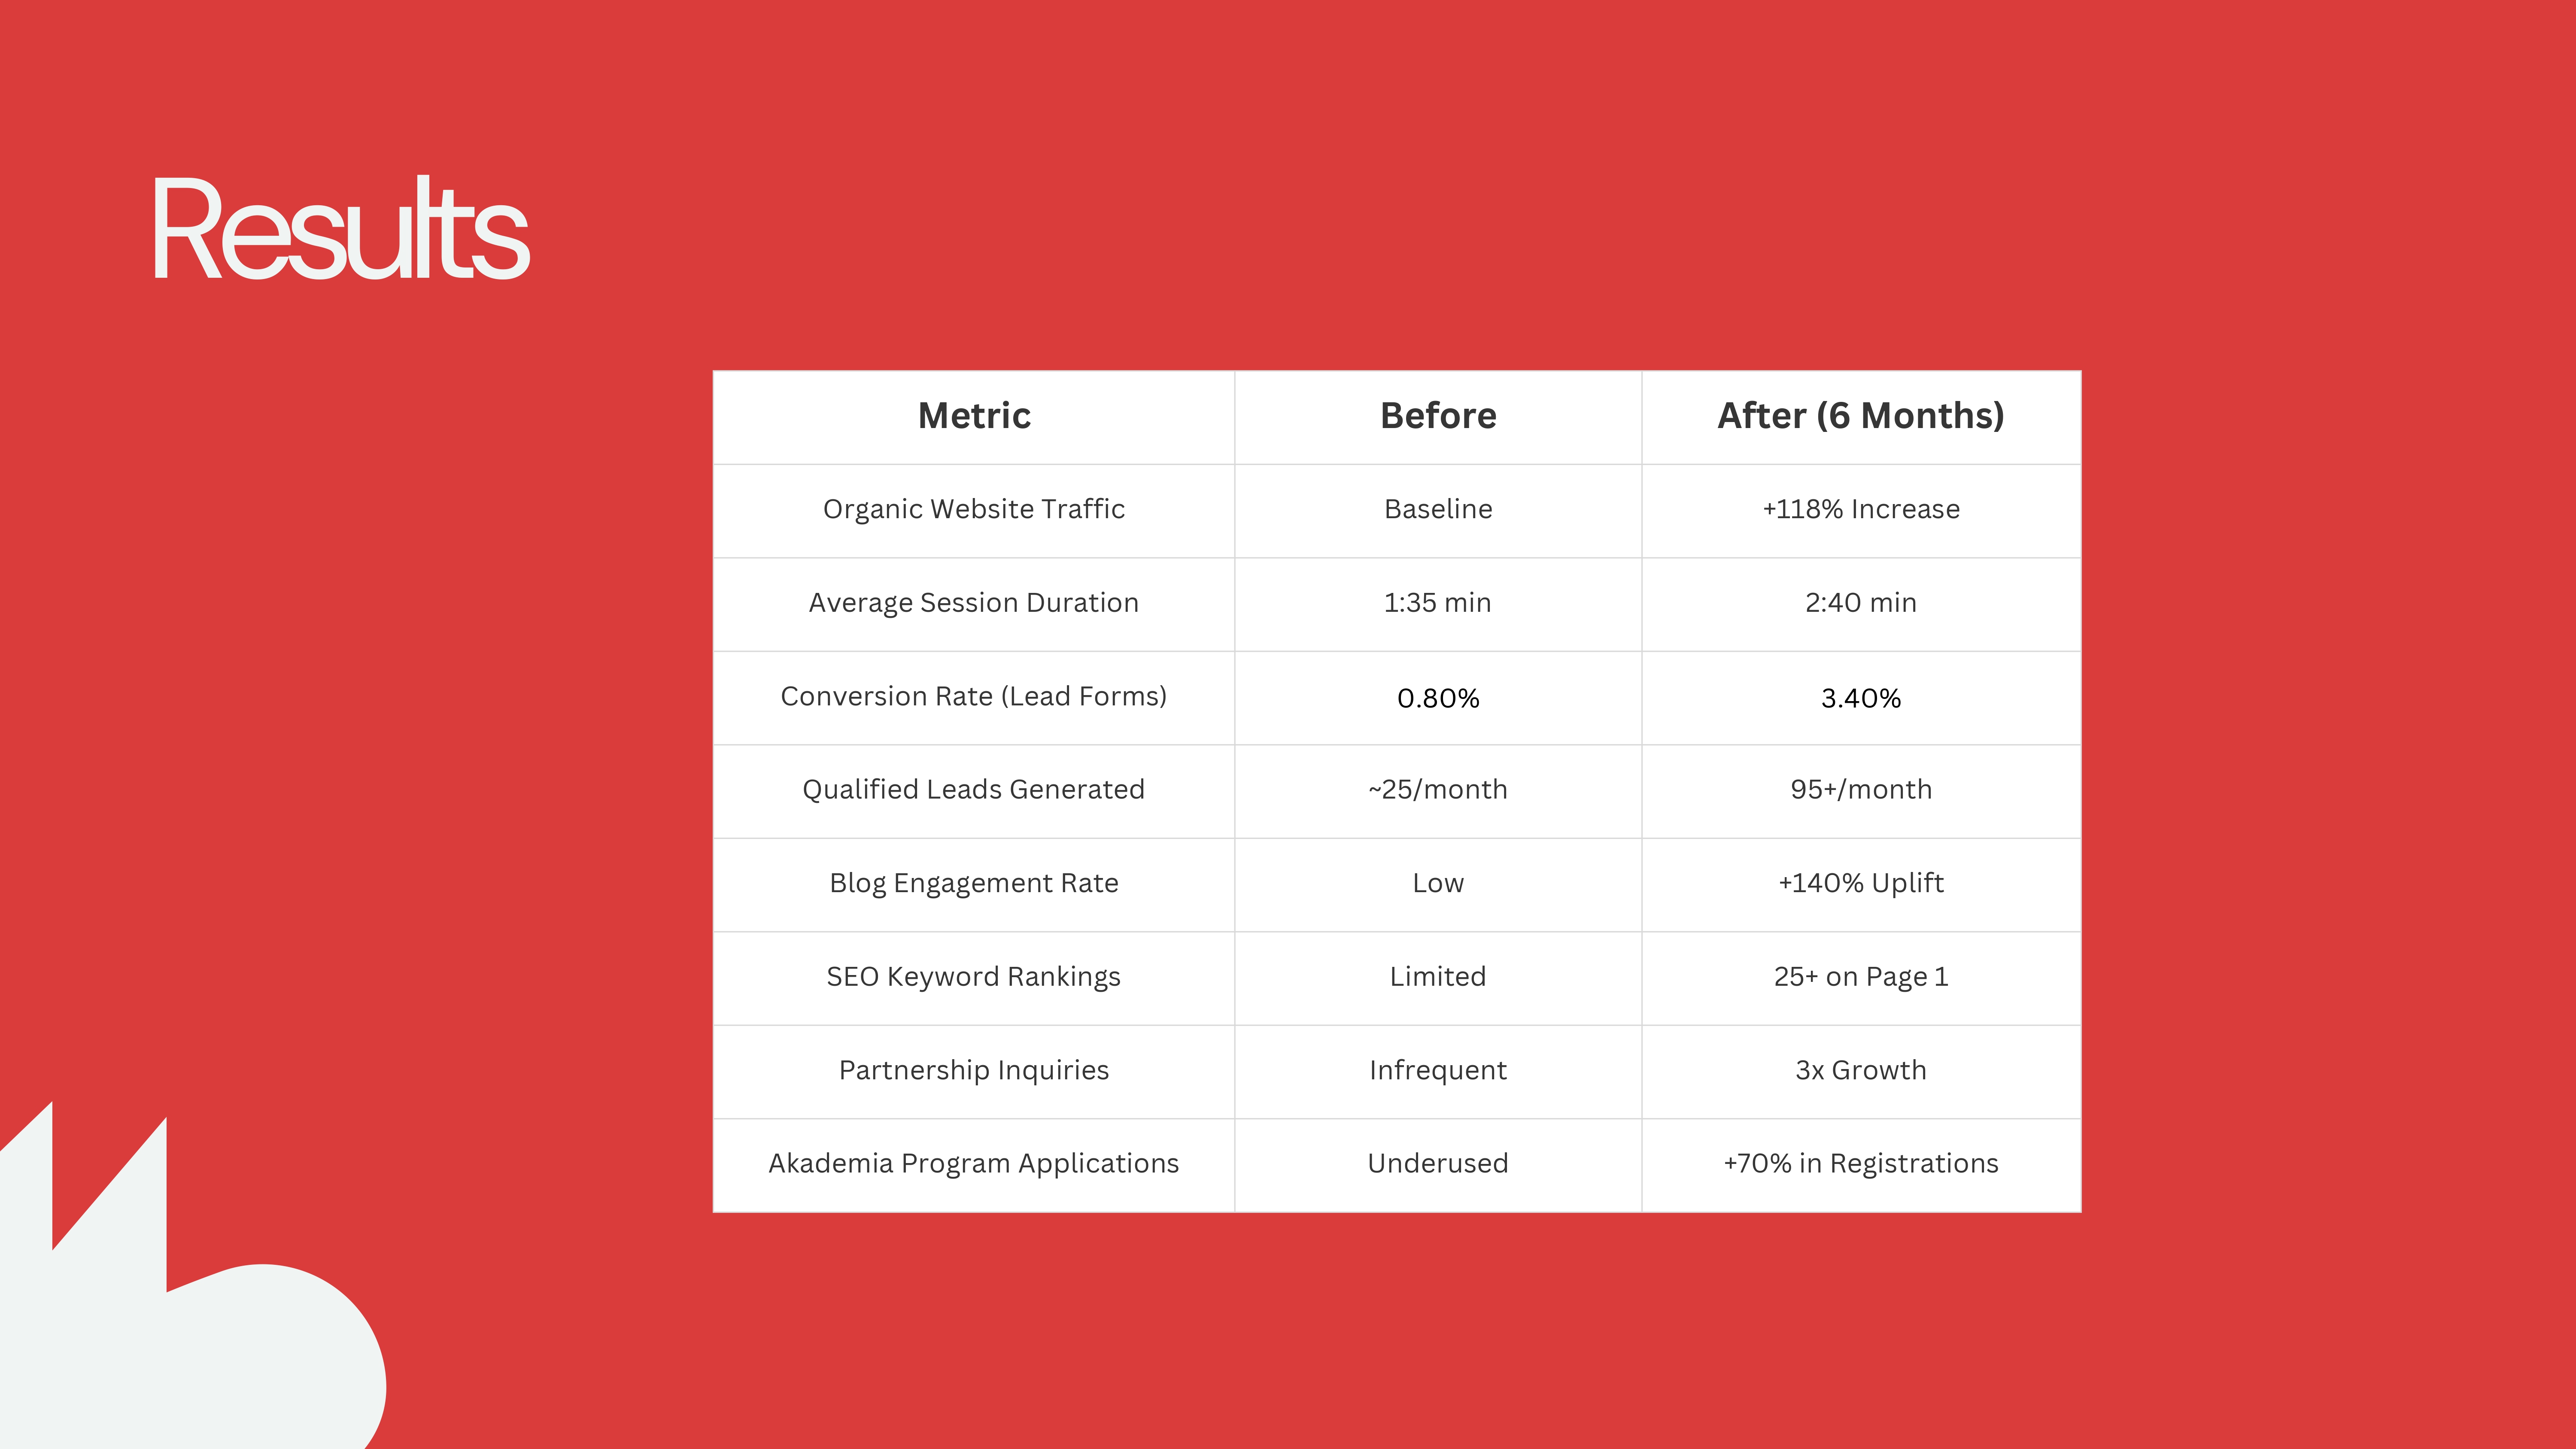 Results
Metric Before After (6 Months)
Organic Website Traffic Baseline +118% Increase
Average Session Duration 1:35 min 2:40 min
Conversion Rate (Lead Forms) 0.80% 3.40%
Qualified Leads Generated ~25/month 95+/month
Blog Engagement Rate Low +140% Uplift
SEO Keyword Rankings Limited 25+ on Page 1
Partnership Inquiries Infrequent 3x Growth
Akademia Program Applications Underused +70% in Registrations